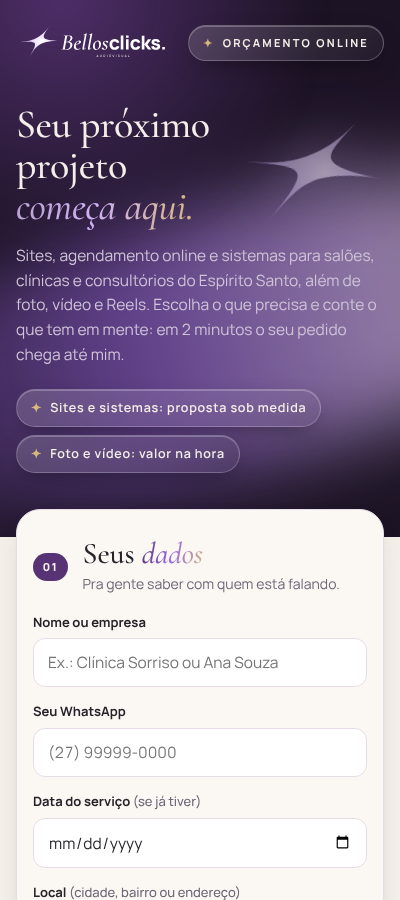 Bellosclicks.
AUDIOVISUAL
ORÇAMENTO ONLINE
Seu próximo
projeto
começa aqui.
Sites, agendamento online e sistemas para salões,
clínicas e consultórios do Espírito Santo, além de
foto, vídeo e Reels. Escolha o que precisa e conte o
que tem em mente: em 2 minutos o seu pedido
chega até mim.
Sites e sistemas: proposta sob medida
Foto e vídeo: valor na hora
01
Seus dados
Pra gente saber com quem está falando.
Nome ou empresa
Ex.: Clínica Sorriso ou Ana Souza
Seu WhatsApp
(27) 99999-0000
Data do serviço (se já tiver)
mm/dd/yyyy
Local (cidade, bairro ou endereço)